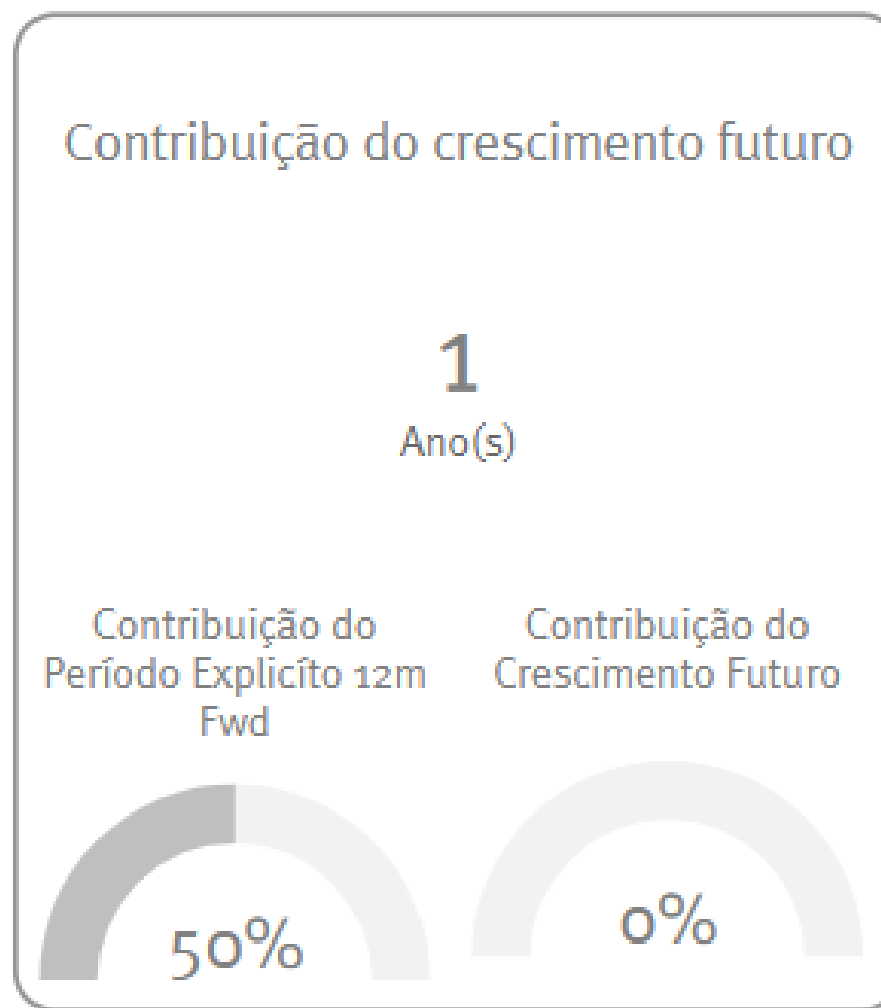 Contribuição do crescimento futuro
1
Ano(s)
Contribuição do
Período Explicíto 12m
Fwd
50%
Contribuição do
Crescimento Futuro
0%